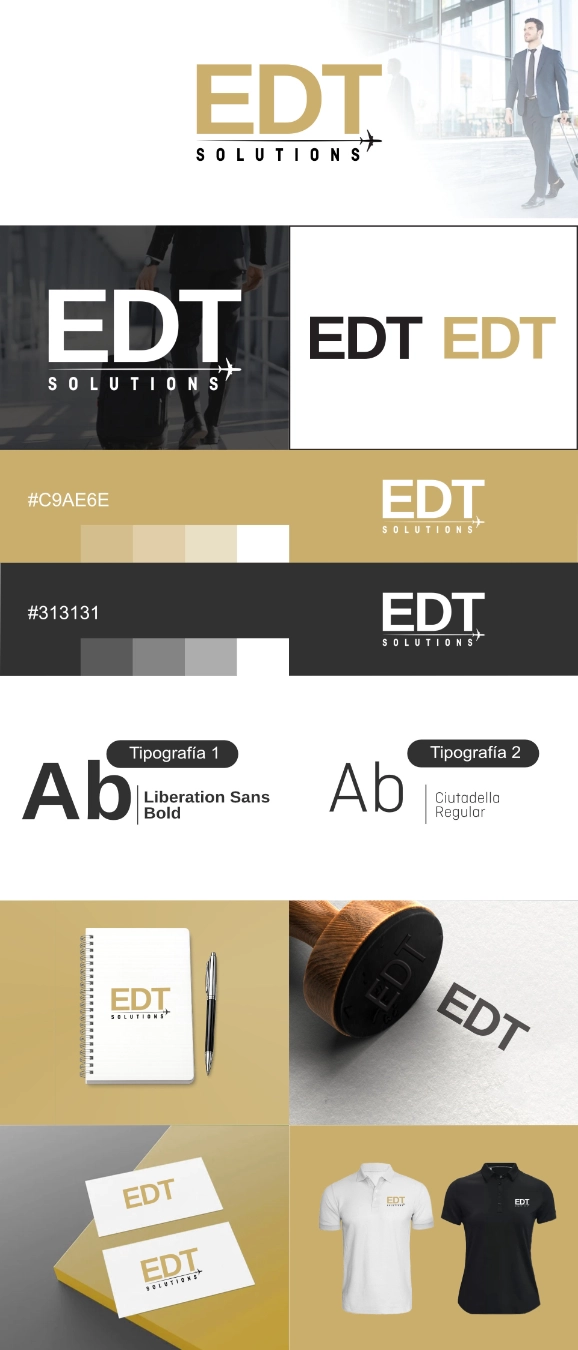 EDT
SOLUTIONS
EDT
SOLUTIONS
EDT EDT
#C9AE6E
EDT
SOLUTIONS
#313131
EDT
SOLUTIONS
Tipografía 1
Ab
Liberation Sans
Bold
Tipografía 2
Ab
Ciutadella
Regular
EDT
SOLUTIONS
EDT
EDT
EDT
EDT
SOLUTIONS
EDT
EDT